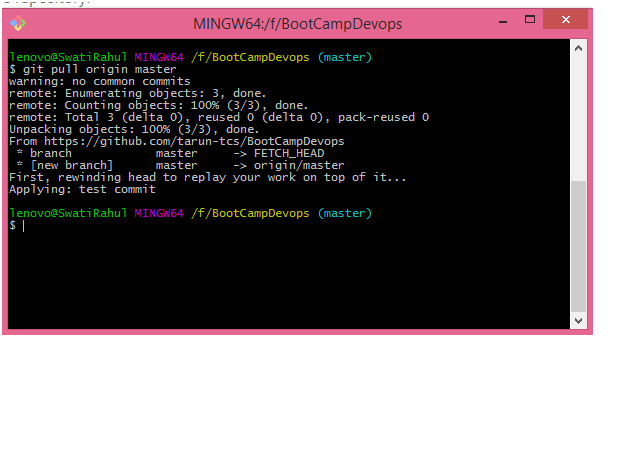 repository.
MINGW64:/f/BootCampDevops
lenovo@SwatiRahul MINGW64 /f/BootCampDevops (master)
$ git pull origin master
warning: no common commits
remote: Enumerating objects: 3, done.
remote: Counting objects: 100% (3/3), done.
remote: Total 3 (delta 0), reused 0 (delta 0), pack-reused 0
Unpacking objects: 100% (3/3), done.
From https://github.com/tarun-tcs/BootCampDevops
 * branch            master     -> FETCH_HEAD
 * [new branch]      master     -> origin/master
First, rewinding head to replay your work on top of it...
Applying: test commit
lenovo@SwatiRahul MINGW64 /f/BootCampDevops (master)
$